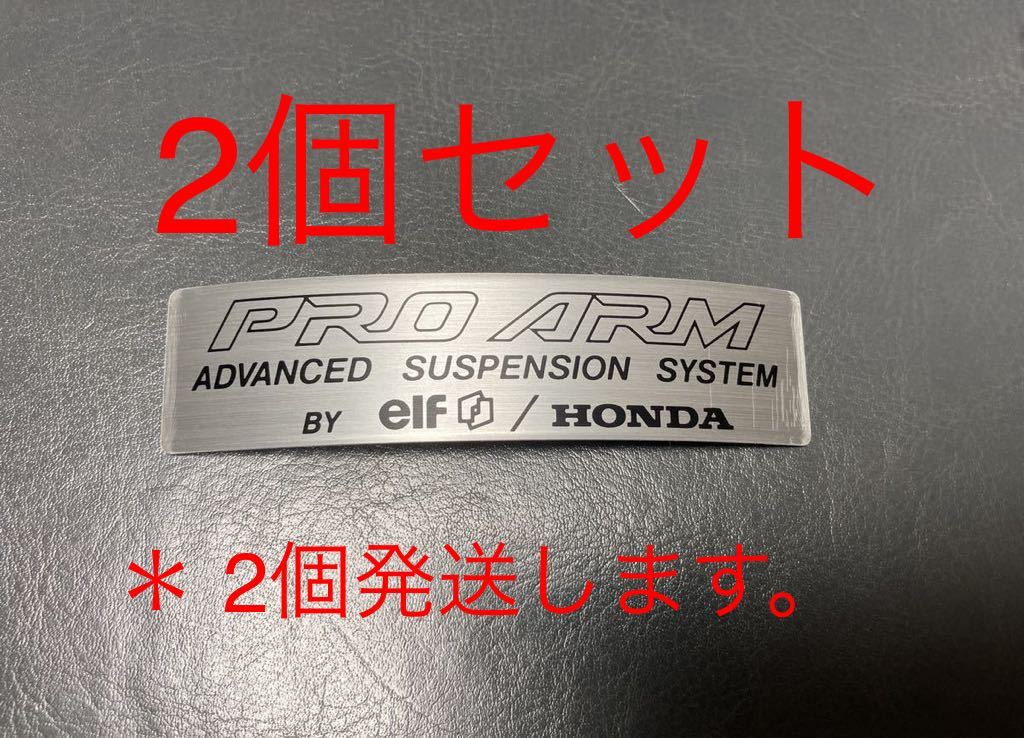 2個セット
PRO ARM
ADVANCED SUSPENSION SYSTEM
BY elf / HONDA
＊ 2個発送します。